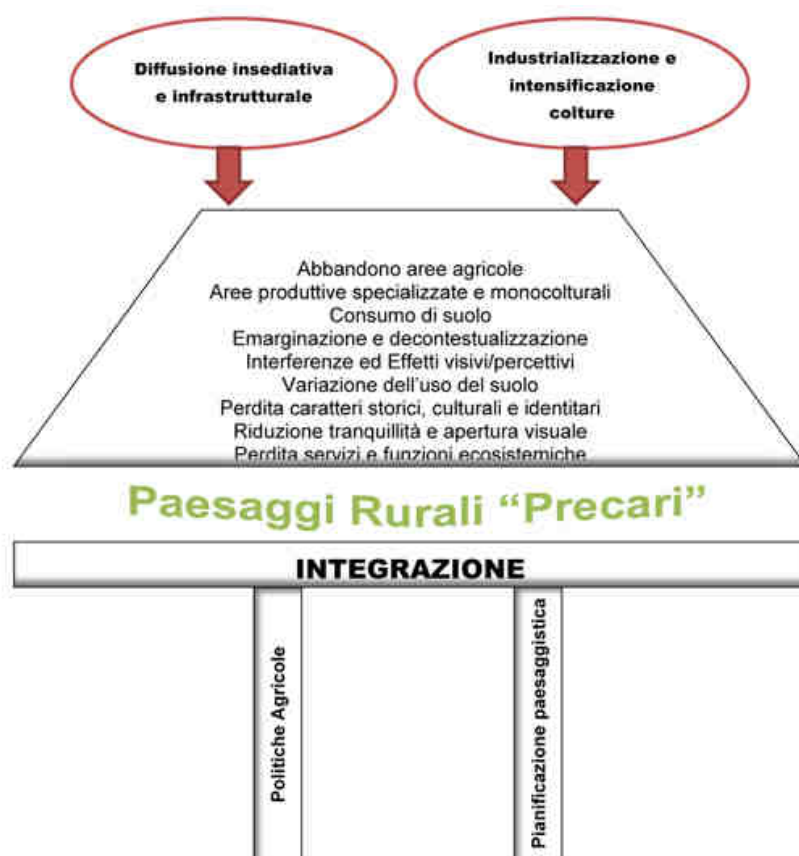 Diffusione insediativa
e infrastrutturale
Industrializzazione e
intensificazione
colture
Abbandono aree agricole
Aree produttive specializzate e monocolturali
Consumo di suolo
Emarginazione e decontestualizzazione
Interferenze ed Effetti visivi/percettivi
Variazione dell'uso del suolo
Perdita caratteri storici, culturali e identitari
Riduzione tranquillità e apertura visuale
Perdita servizi e funzioni ecosistemiche
Paesaggi Rurali “Precari”
INTEGRAZIONE
Politiche Agricole
Pianificazione paesaggistica